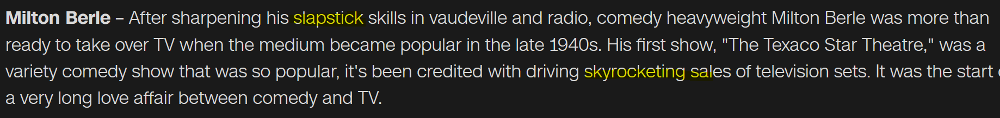 Milton Berle – After sharpening his slapstick skills in vaudeville and radio, comedy heavyweight Milton Berle was more than
ready to take over TV when the medium became popular in the late 1940s. His first show, "The Texaco Star Theatre," was a
variety comedy show that was so popular, it's been credited with driving skyrocketing sales of television sets. It was the start
a very long love affair between comedy and TV.